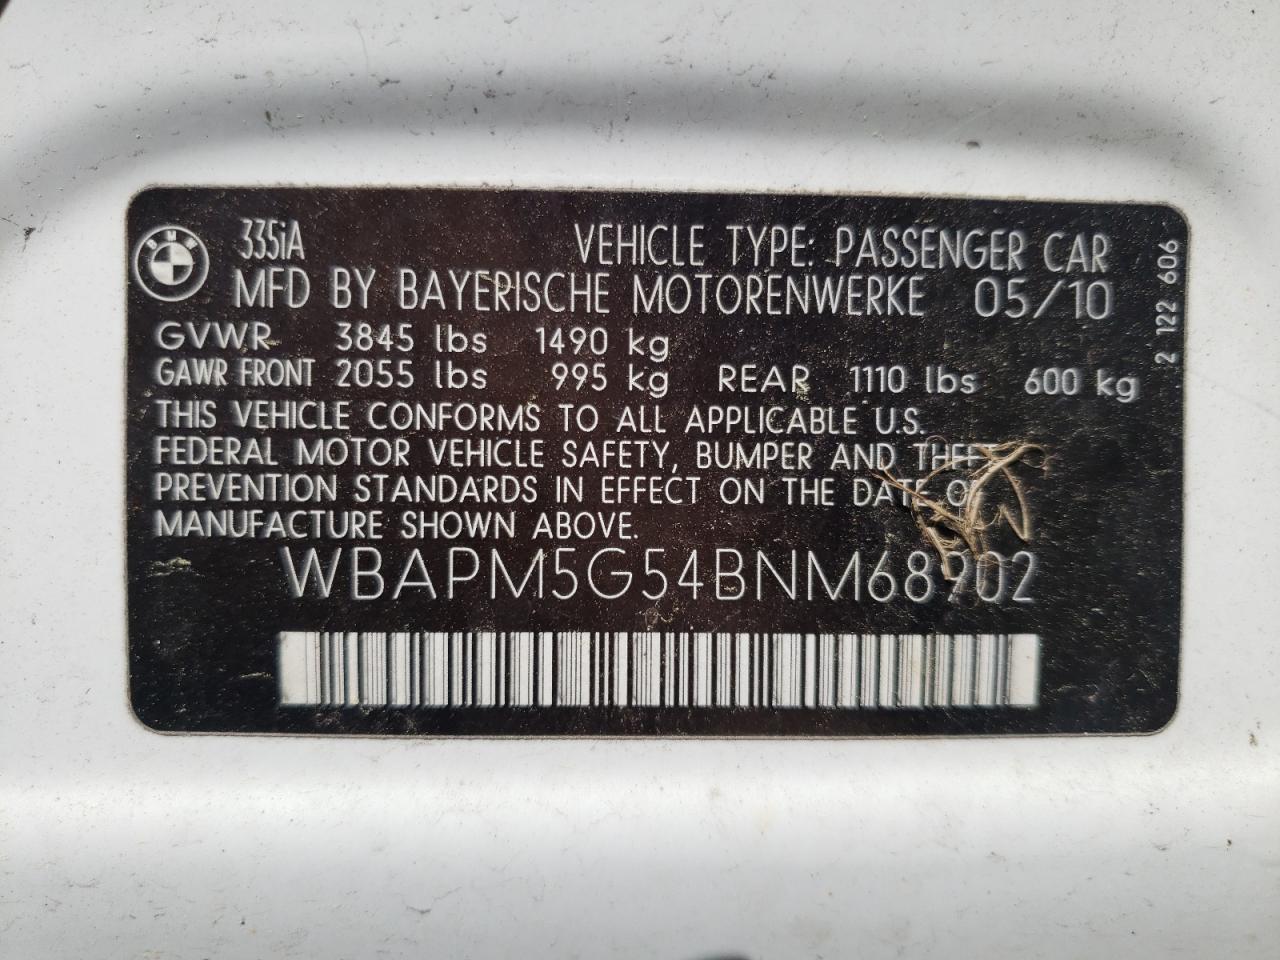 BMW
335iA VEHICLE TYPE: PASSENGER CAR
MFD BY BAYERISCHE MOTORENWERKE 05/10
GVWR 3845 lbs 1490 kg
GAWR FRONT 2055 lbs 995 kg REAR 1110 lbs 600 kg
THIS VEHICLE CONFORMS TO ALL APPLICABLE U.S.
FEDERAL MOTOR VEHICLE SAFETY, BUMPER AND THEFT
PREVENTION STANDARDS IN EFFECT ON THE DATE OF
MANUFACTURE SHOWN ABOVE.
WBAPM5G54BNM68902
2 122 606